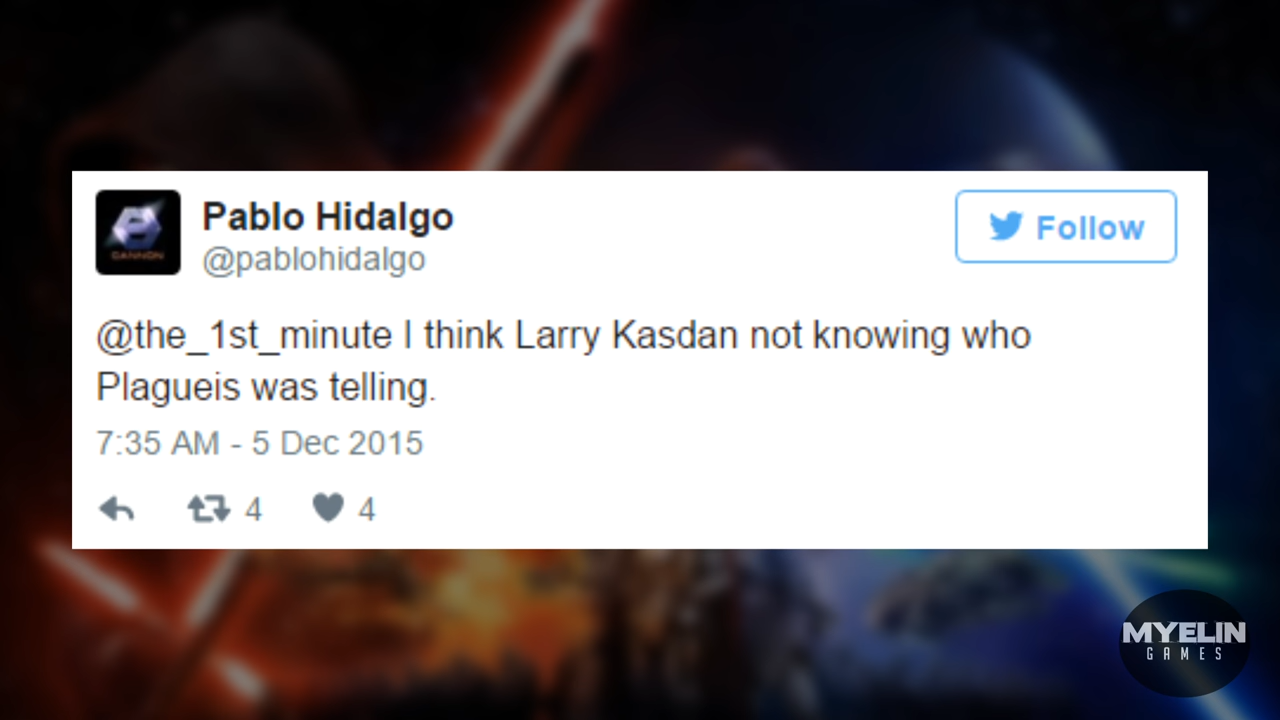 Pablo Hidalgo
@pablohidalgo
Follow
@the_1st_minute I think Larry Kasdan not knowing who
Plagueis was telling.
7:35 AM - 5 Dec 2015
4 4
CANNON
MYELIN
GAMES